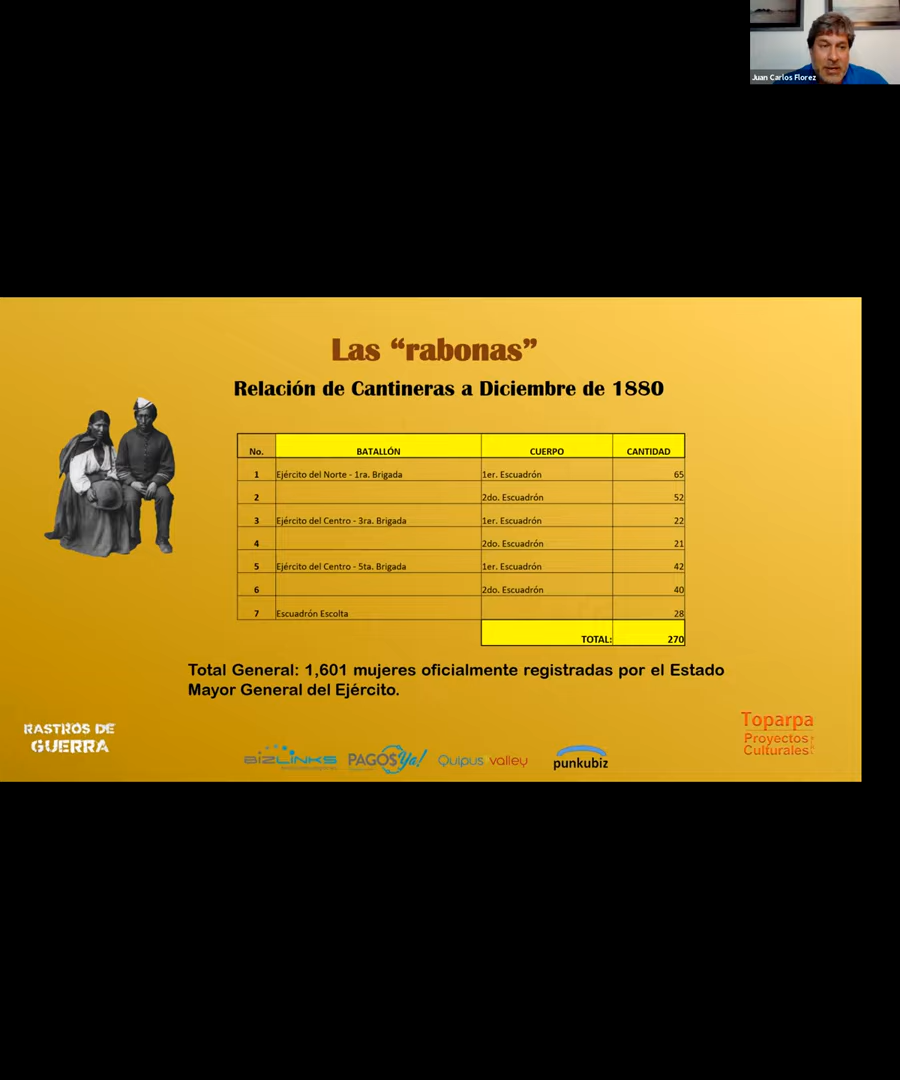 Juan Carlos Florez
Las “rabonas”
Relación de Cantineras a Diciembre de 1880
No. BATALLÓN CUERPO CANTIDAD
1 Ejército del Norte - 1ra. Brigada 1er. Escuadrón 65
2 2do. Escuadrón 52
3 Ejército del Centro - 3ra. Brigada 1er. Escuadrón 22
4 2do. Escuadrón 21
5 Ejército del Centro - 5ta. Brigada 1er. Escuadrón 42
6 2do. Escuadrón 40
7 Escuadrón Escolta 28
TOTAL: 270
Total General: 1,601 mujeres oficialmente registradas por el Estado
Mayor General del Ejército.
RASTROS DE
GUERRA
BIZLINKS PAGOSYa! Quipus valley punkubiz
Toparpa
Proyectos
Culturales